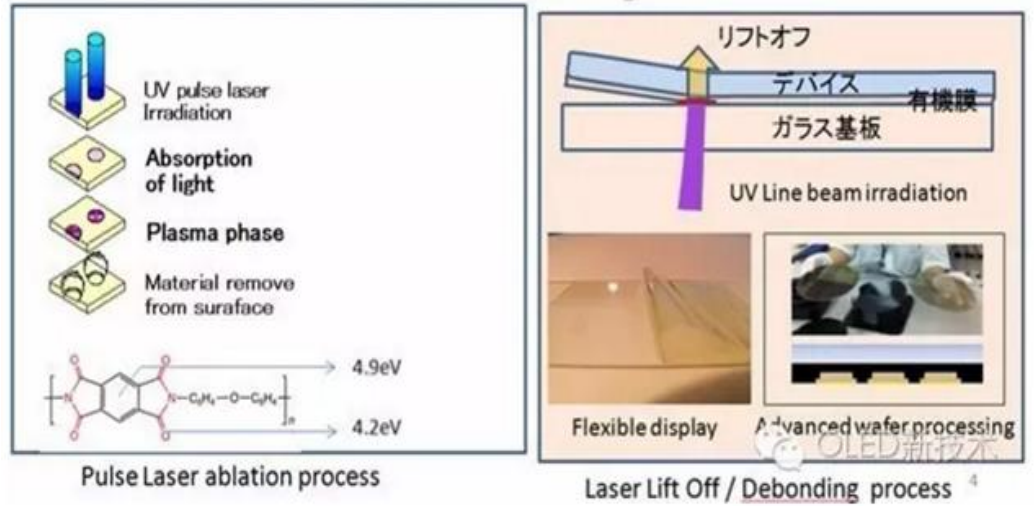 UV pulse laser
Irradiation
Absorption
of light
Plasma phase
Material remove
from suraface
4.9eV
N
O
O
O
O
N-C₆H₄-O-C₆H₄
n
4.2eV
Pulse Laser ablation process
リフトオフ
デバイス
有機膜
ガラス基板
UV Line beam irradiation
Flexible display
Advanced wafer processing
OLED新技术
Laser Lift Off / Debonding process
4